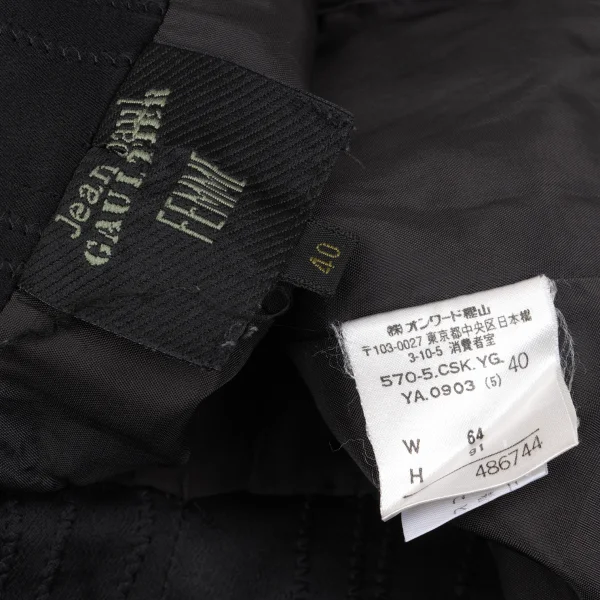 Jean Paul
GAULTIER
FEMME
40
㈱オンワード樫山
〒103-0027 東京都中央区日本橋
3-10-5 消費者室
570-5.CSK.YG. 40
YA.0903 (5)
W 64
H 91
486744